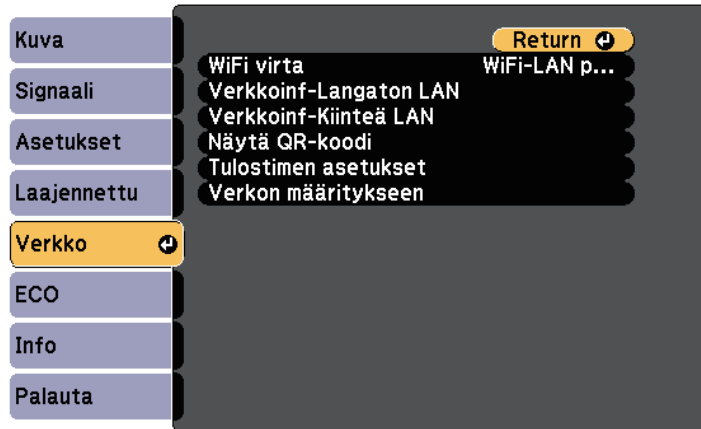 Kuva
Signaali
Asetukset
Laajennettu
Verkko
ECO
Info
Palauta
Return
WiFi virta WiFi-LAN p...
Verkkoinf-Langaton LAN
Verkkoinf-Kiinteä LAN
Näytä QR-koodi
Tulostimen asetukset
Verkon määritykseen